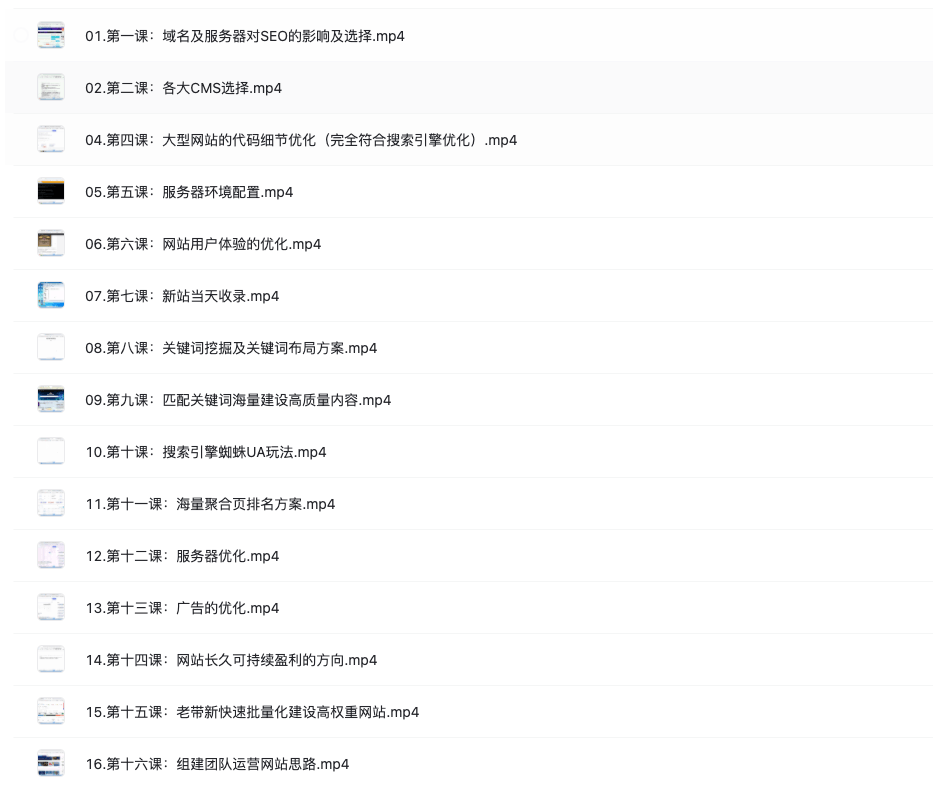 01.第一课：域名及服务器对SEO的影响及选择.mp4
02.第二课：各大CMS选择.mp4
04.第四课：大型网站的代码细节优化（完全符合搜索引擎优化）.mp4
05.第五课：服务器环境配置.mp4
06.第六课：网站用户体验的优化.mp4
07.第七课：新站当天收录.mp4
08.第八课：关键词挖掘及关键词布局方案.mp4
09.第九课：匹配关键词海量建设高质量内容.mp4
10.第十课：搜索引擎蜘蛛UA玩法.mp4
11.第十一课：海量聚合页排名方案.mp4
12.第十二课：服务器优化.mp4
13.第十三课：广告的优化.mp4
14.第十四课：网站长久可持续盈利的方向.mp4
15.第十五课：老带新快速批量化建设高权重网站.mp4
16.第十六课：组建团队运营网站思路.mp4